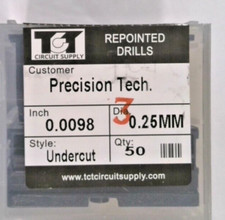 TCT
CIRCUIT SUPPLY
REPOINTED
DRILLS
Customer
Precision Tech.
Inch
0.0098
3
0.25MM
Style:
Undercut
Qty:
50
www.tctcircuitsupply.com